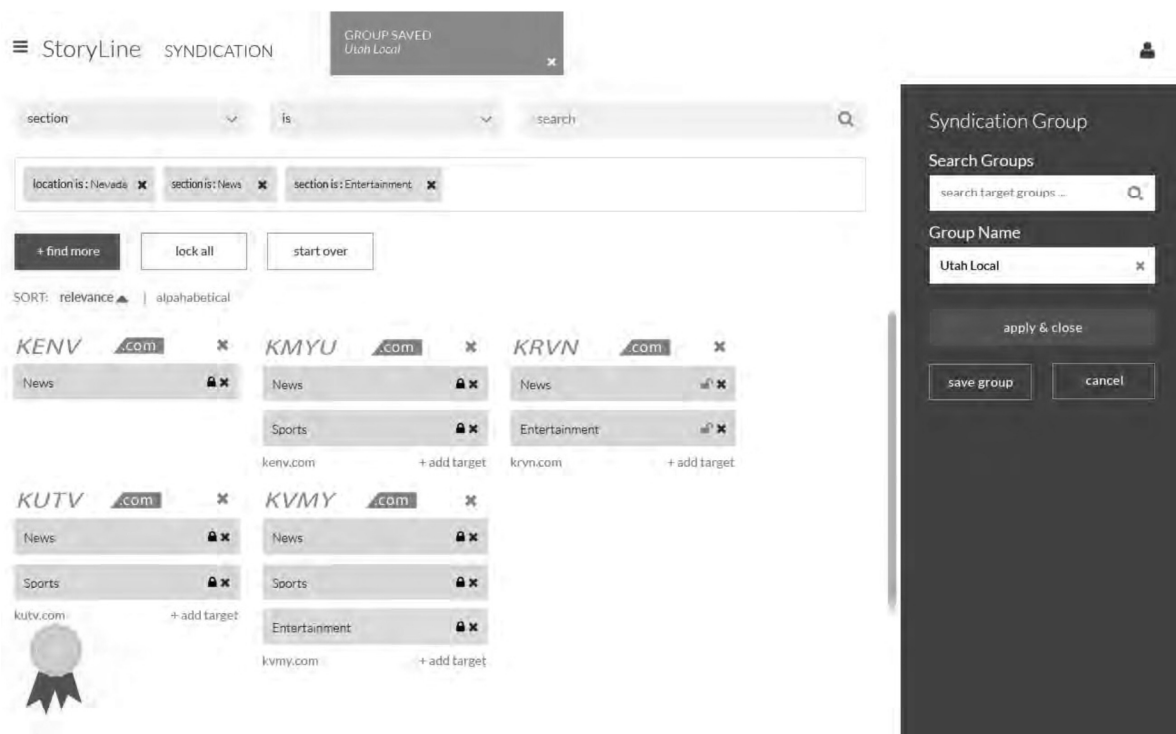 StoryLine SYNDICATION
GROUP SAVED
Utah Local
section
is
search
location is : Nevada
section is : News
section is : Entertainment
+ find more
lock all
start over
SORT: relevance | alpahabetical
KENV .com
News
KMYU .com
News
Sports
kenv.com + add target
KRVN .com
News
Entertainment
krvn.com + add target
KUTV .com
News
Sports
kutv.com + add target
KVMY .com
News
Sports
Entertainment
kvmy.com + add target
Syndication Group
Search Groups
search target groups ...
Group Name
Utah Local
apply & close
save group
cancel